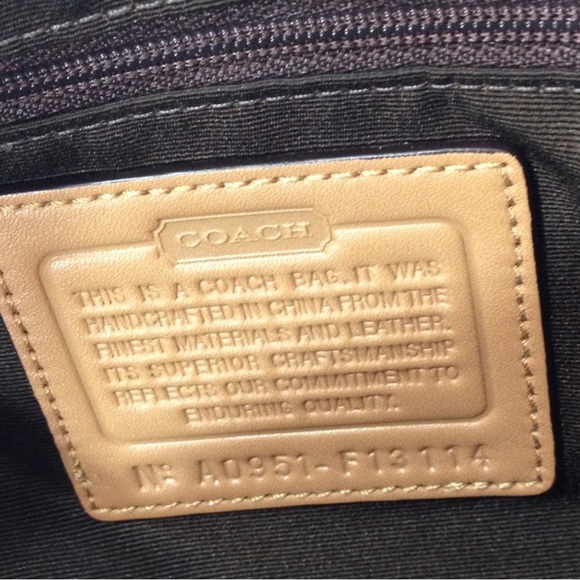 COACH
THIS IS A COACH BAG. IT WAS
HANDCRAFTED IN CHINA FROM THE
FINEST MATERIALS AND LEATHER.
ITS SUPERIOR CRAFTSMANSHIP
REFLECTS OUR COMMITMENT TO
ENDURING QUALITY.
Nº A0951-F13114